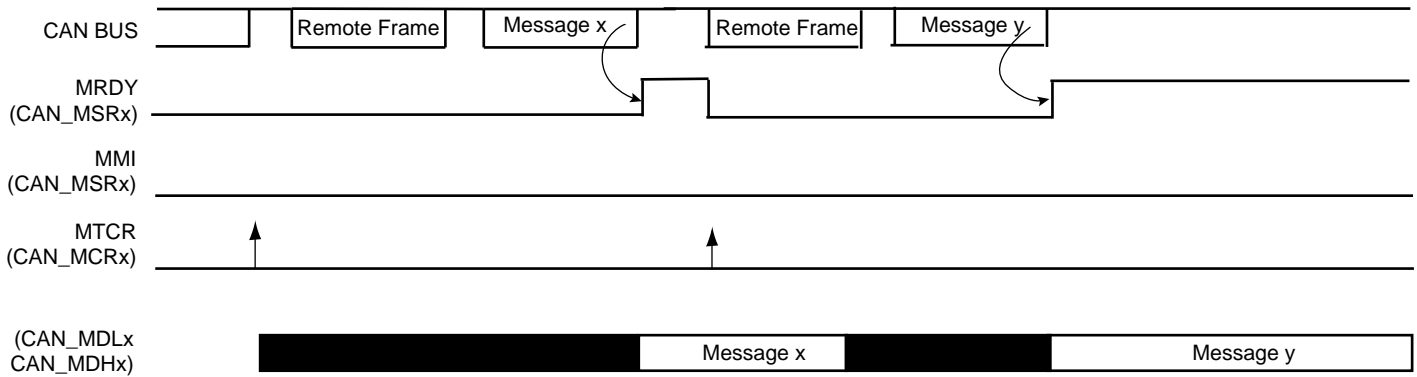 CAN BUS
Remote Frame
Message x
Remote Frame
Message y
MRDY
(CAN_MSRx)
MMI
(CAN_MSRx)
MTCR
(CAN_MCRx)
(CAN_MDLx
CAN_MDHx)
Message x
Message y